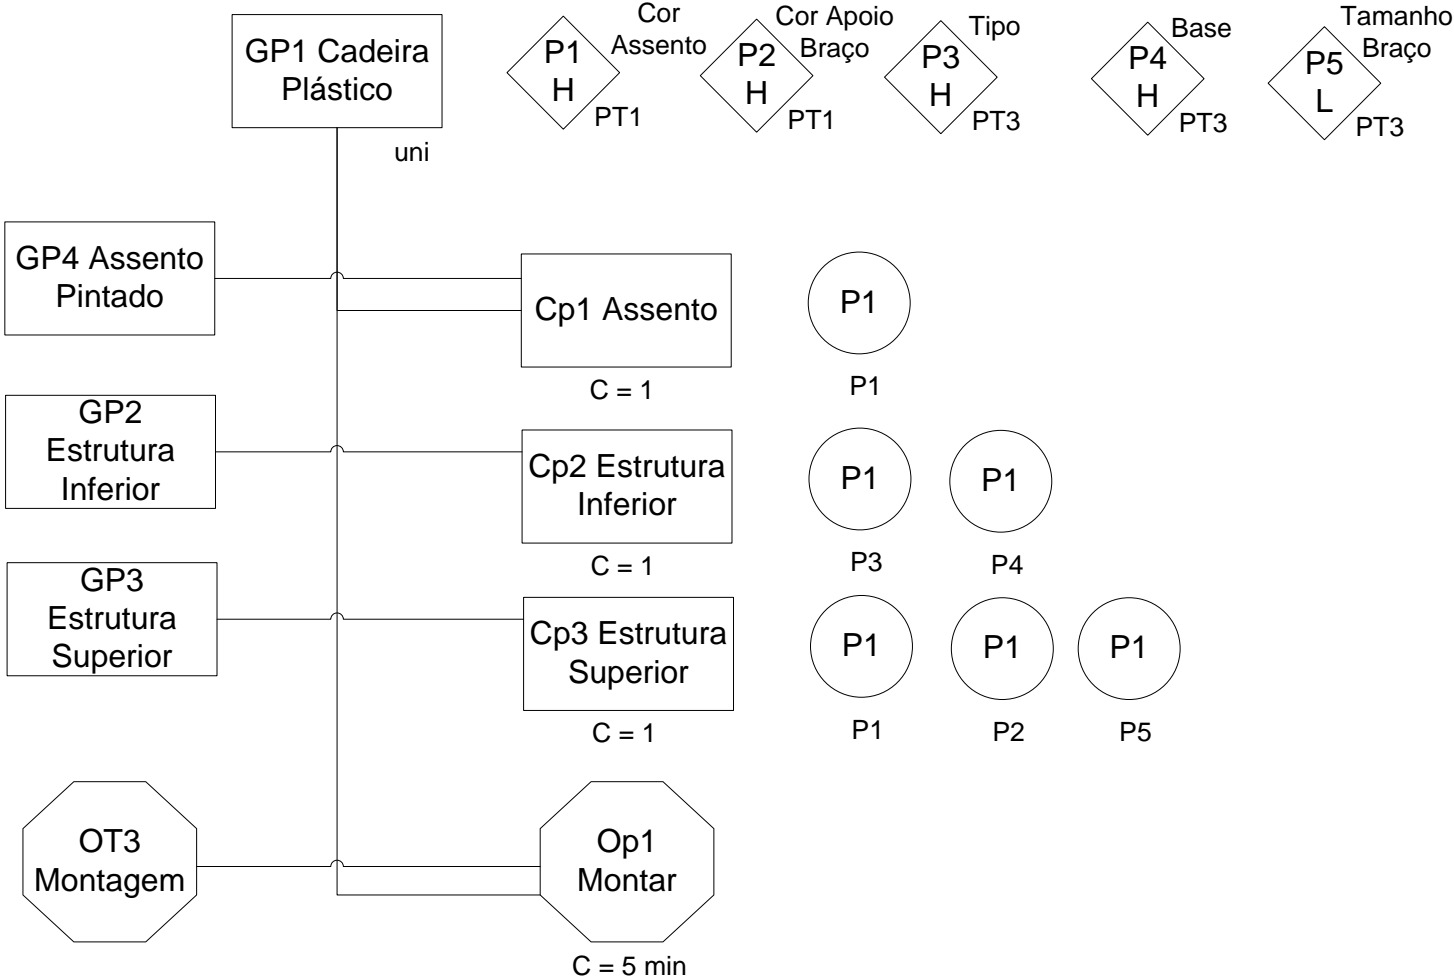 GP1 Cadeira
Plástico
uni
Cor
Assento
P1
H
PT1
Cor Apoio
Braço
P2
H
PT1
Tipo
P3
H
PT3
Base
P4
H
PT3
Tamanho
Braço
P5
L
PT3
GP4 Assento
Pintado
Cp1 Assento
C = 1
P1
P1
GP2
Estrutura
Inferior
Cp2 Estrutura
Inferior
C = 1
P1
P3
P1
P4
GP3
Estrutura
Superior
Cp3 Estrutura
Superior
C = 1
P1
P1
P1
P2
P1
P5
OT3
Montagem
Op1
Montar
C = 5 min